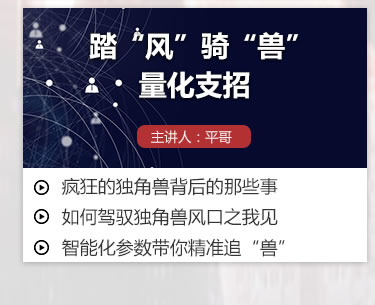 踏“风”骑“兽”
量化支招
主讲人：平哥
疯狂的独角兽背后的那些事
如何驾驭独角兽风口之我见
智能化参数带你精准追“兽”